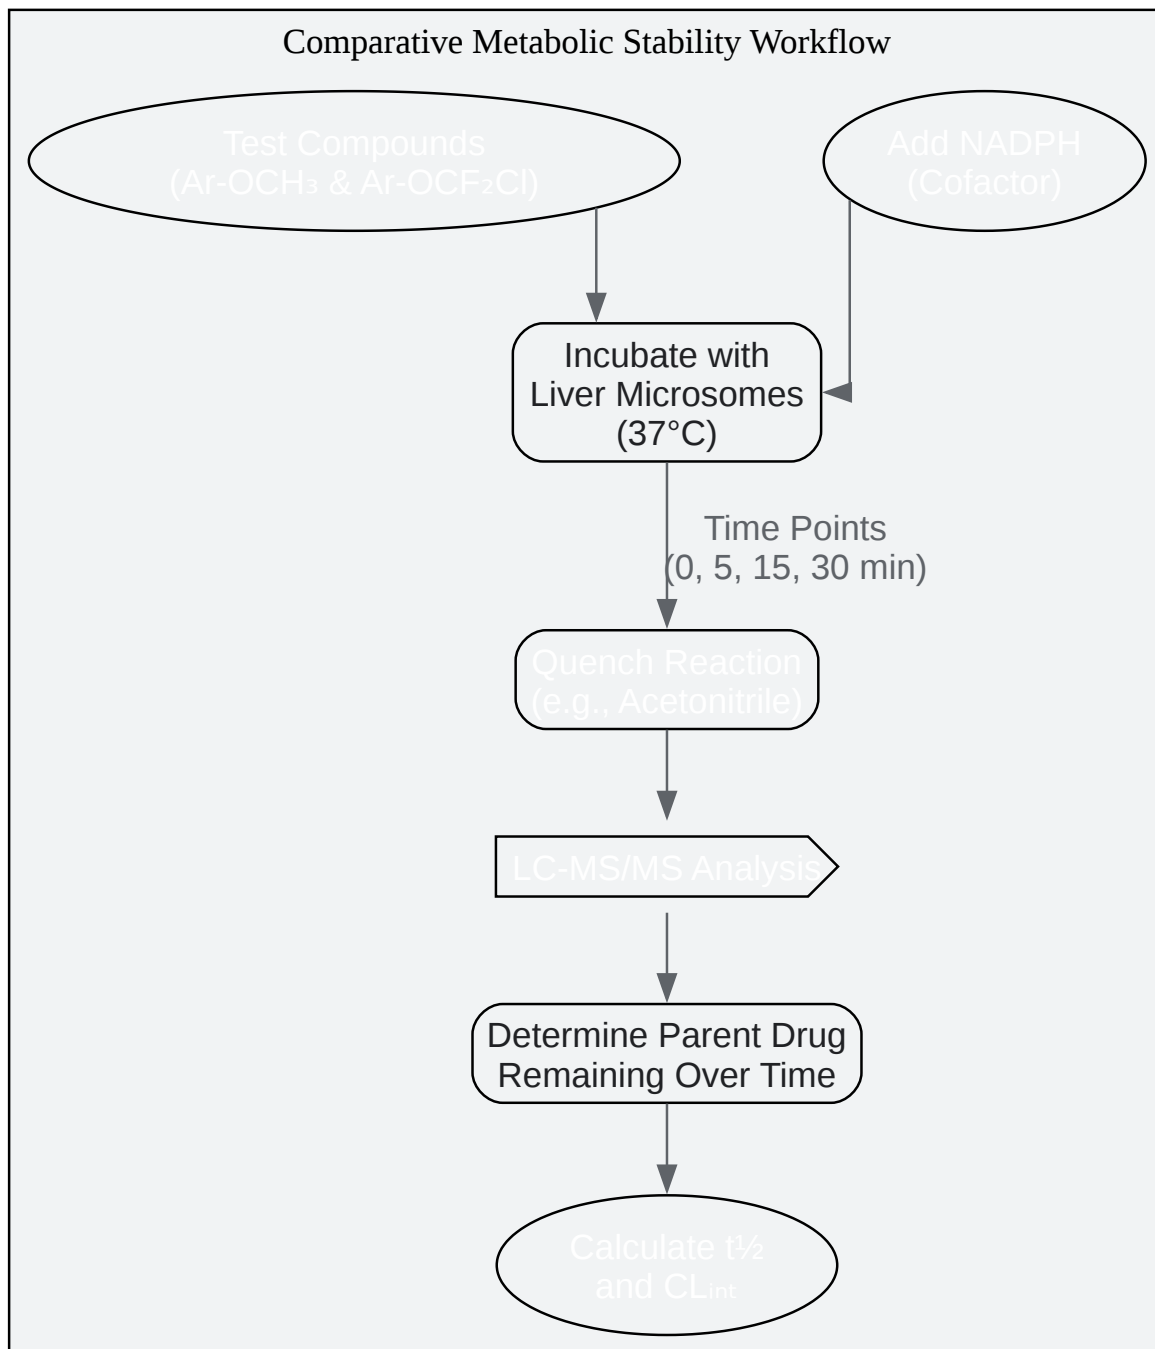 Comparative Metabolic Stability Workflow
Test Compounds
(Ar-OCH₃ & Ar-OCF₂Cl)
Add NADPH
(Cofactor)
Incubate with
Liver Microsomes
(37°C)
Time Points
(0, 5, 15, 30 min)
Quench Reaction
(e.g., Acetonitrile)
LC-MS/MS Analysis
Determine Parent Drug
Remaining Over Time
Calculate t½
and CLᵢₙₜ